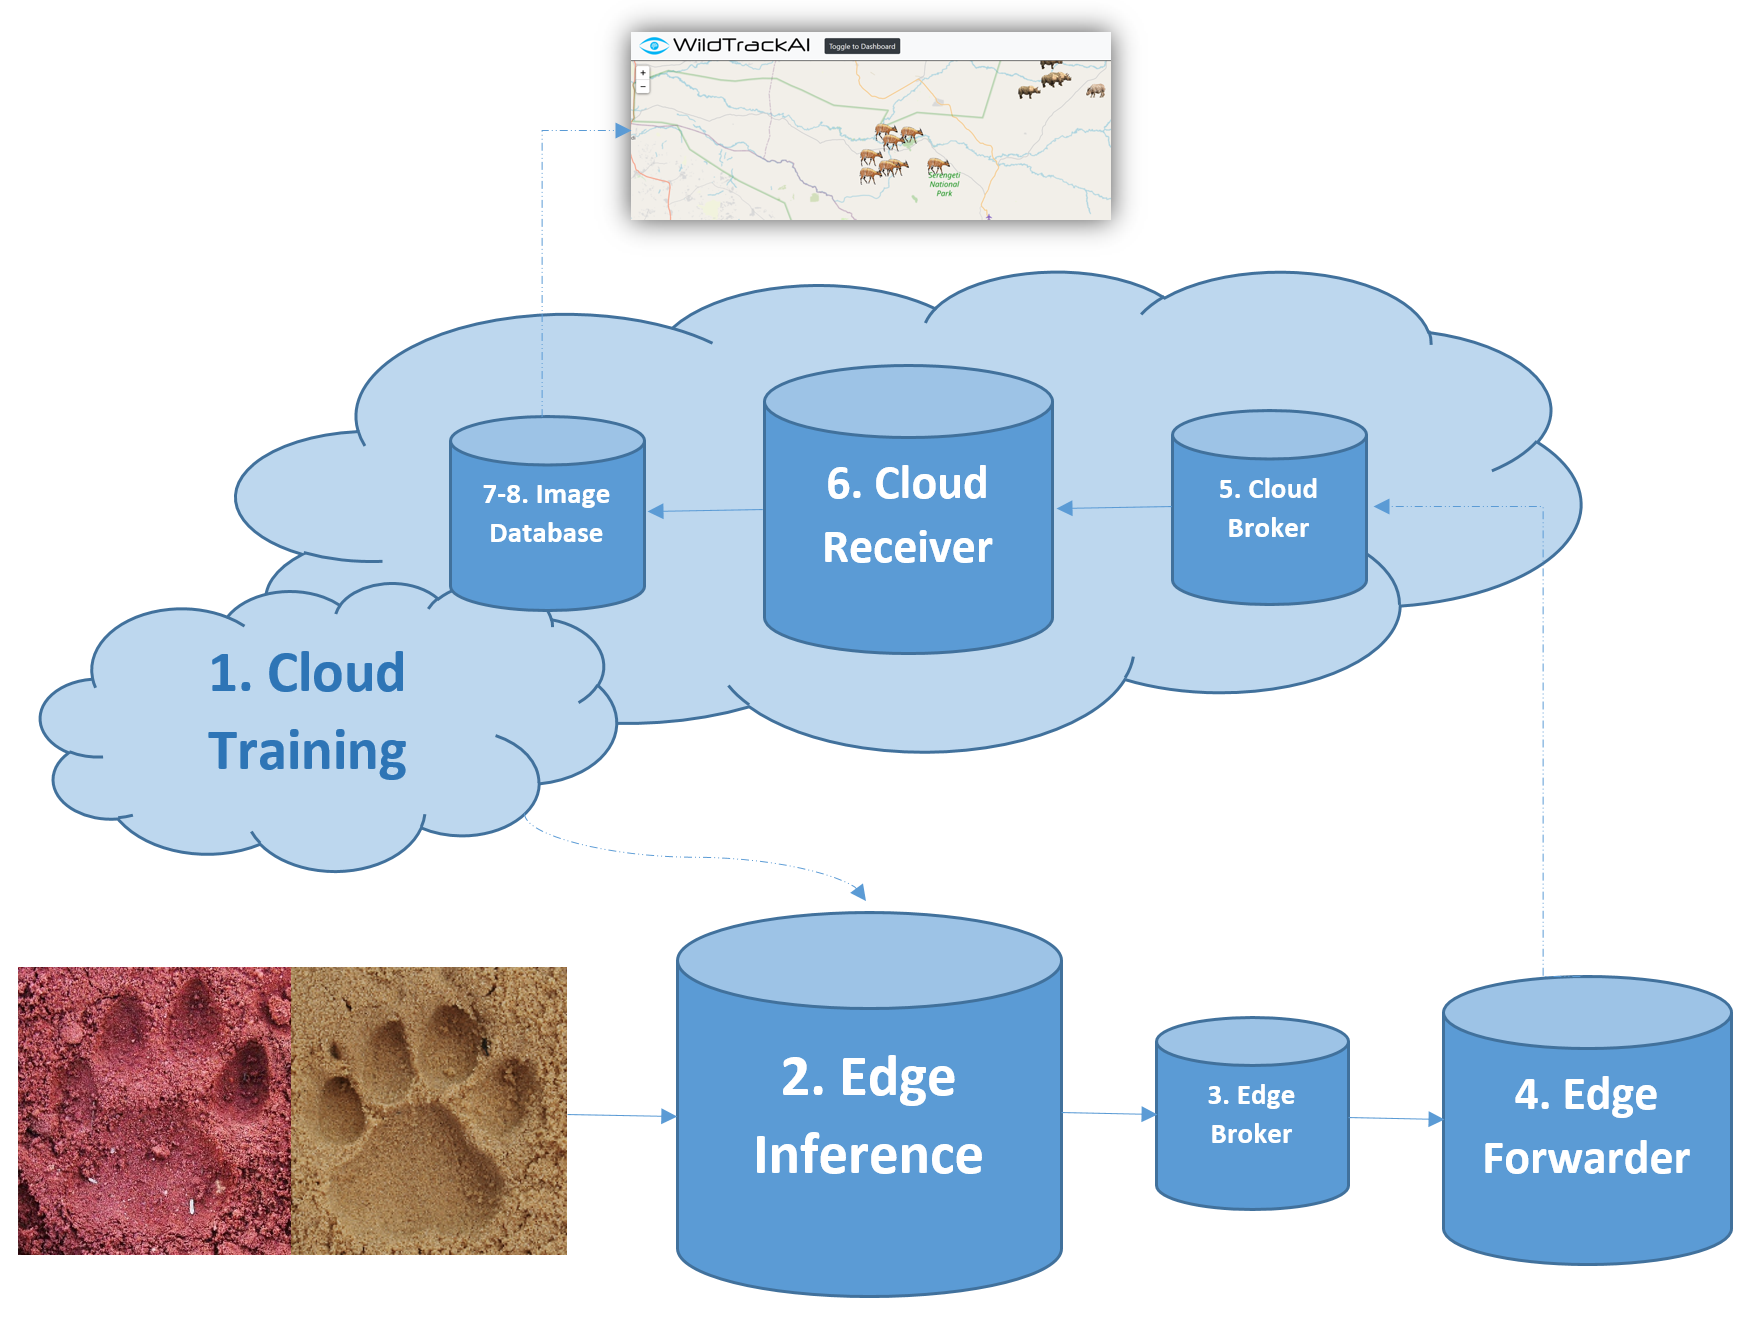 WildTrackAI
Toggle to Dashboard
+
−
Serengeti
National
Park
7-8. Image
Database
6. Cloud
Receiver
5. Cloud
Broker
1. Cloud
Training
2. Edge
Inference
3. Edge
Broker
4. Edge
Forwarder